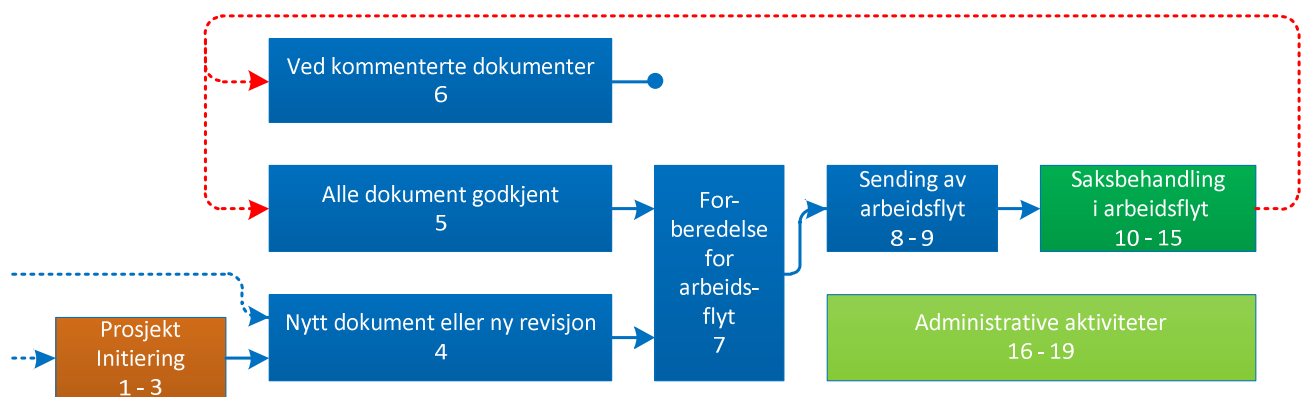 Ved kommenterte dokumenter
6
Alle dokument godkjent
5
For-
beredelse
for
arbeids-
flyt
7
Sending av
arbeidsflyt
8 - 9
Saksbehandling
i arbeidsflyt
10 - 15
Prosjekt
Initiering
1 - 3
Nytt dokument eller ny revisjon
4
Administrative aktiviteter
16 - 19